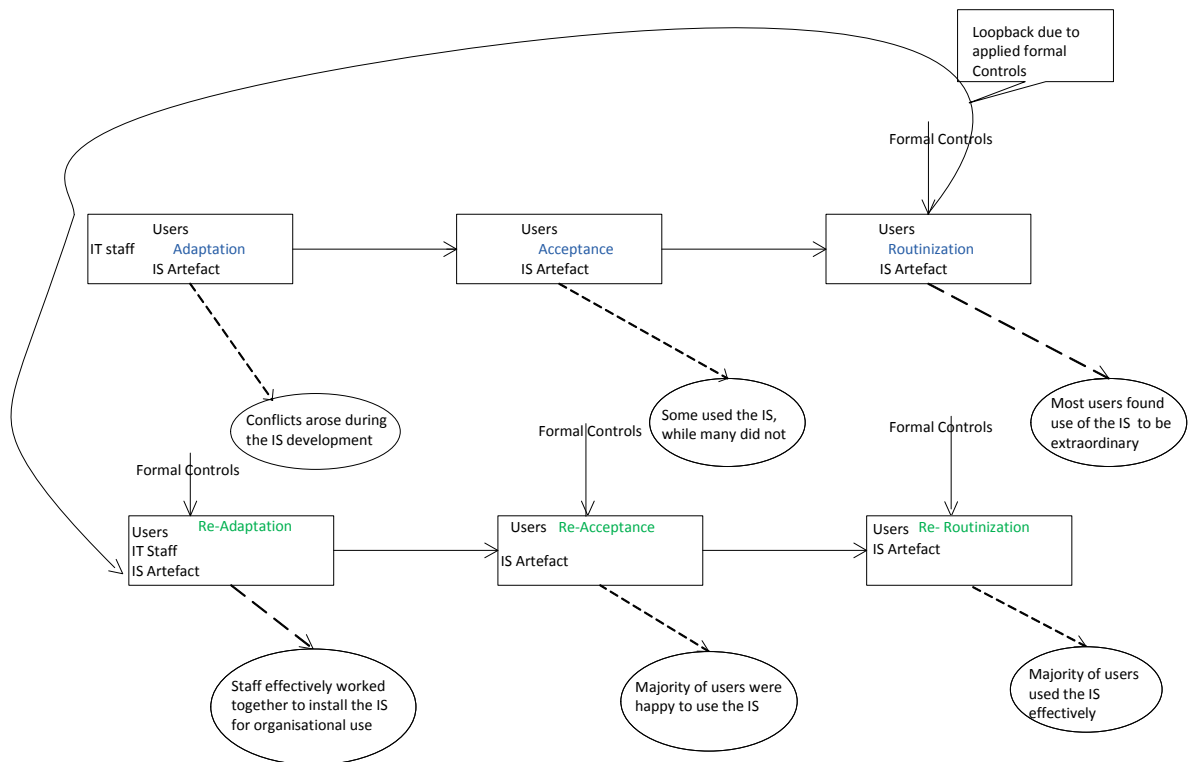 Loopback due to
applied formal
Controls
Formal Controls
Users
IT staff Adaptation
IS Artefact
Users
Acceptance
IS Artefact
Users
Routinization
IS Artefact
Conflicts arose during
the IS development
Some used the IS,
while many did not
Most users found
use of the IS to be
extraordinary
Formal Controls
Formal Controls
Formal Controls
Re-Adaptation
Users
IT Staff
IS Artefact
Users Re-Acceptance
IS Artefact
Users Re- Routinization
IS Artefact
Staff effectively worked
together to install the IS
for organisational use
Majority of users were
happy to use the IS
Majority of users
used the IS
effectively